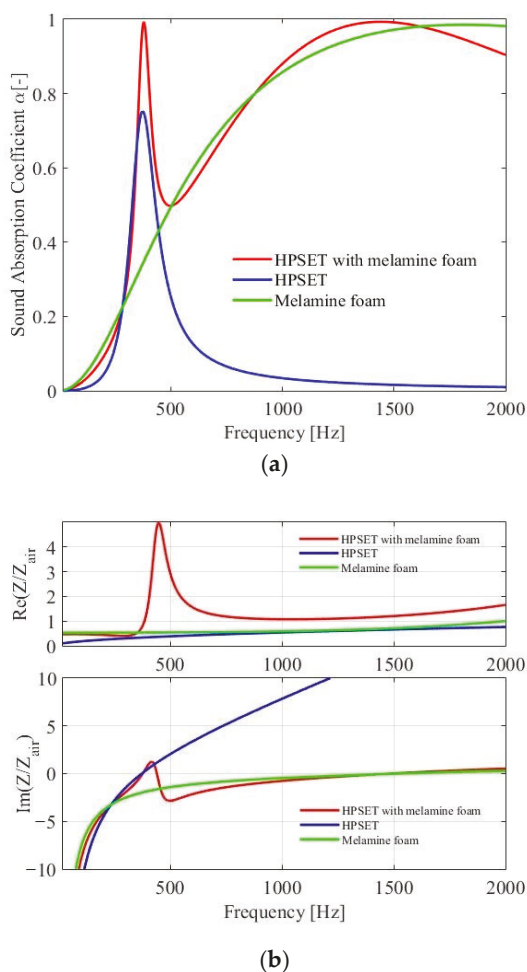 1
0.8
0.6
0.4
0.2
0
Sound Absorption Coefficient α[-]
HPSET with melamine foam
HPSET
Melamine foam
500
1000
1500
2000
Frequency [Hz]
(a)
4
3
2
1
0
Re(Z/Z_air)
HPSET with melamine foam
HPSET
Melamine foam
500
1000
1500
2000
10
5
0
−5
−10
Im(Z/Z_air)
HPSET with melamine foam
HPSET
Melamine foam
500
1000
1500
2000
Frequency [Hz]
(b)